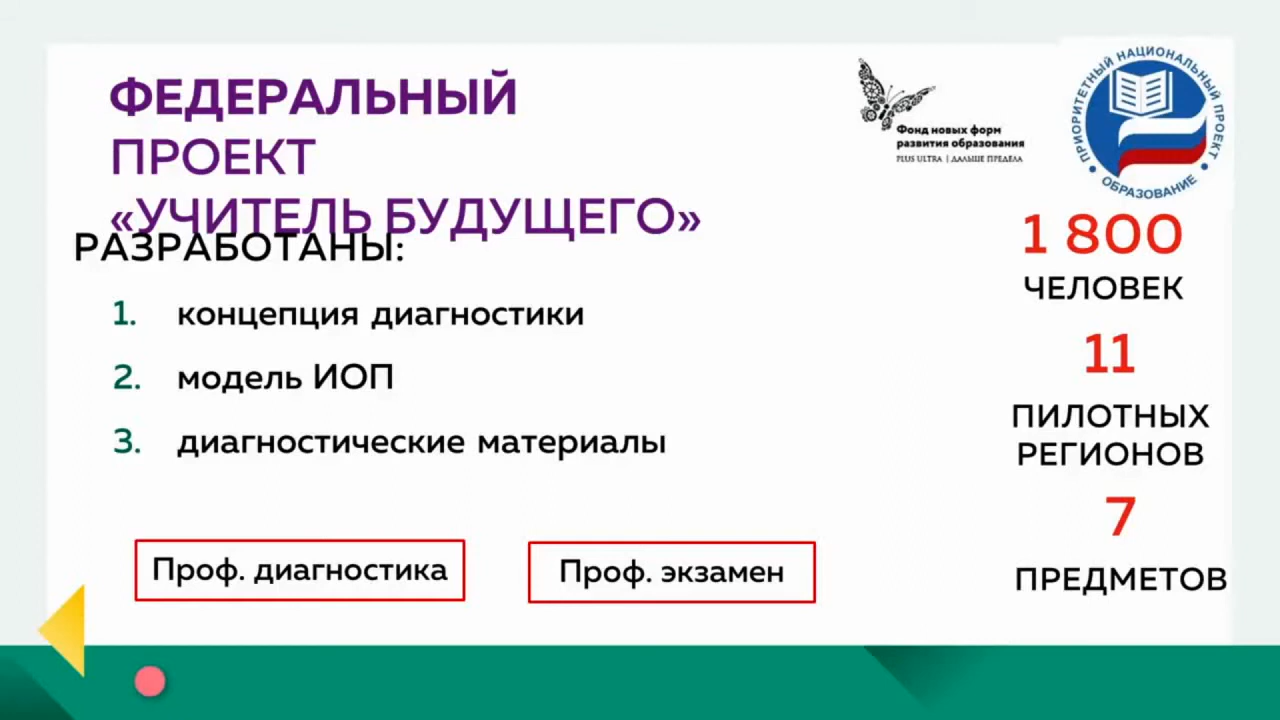 ФЕДЕРАЛЬНЫЙ
ПРОЕКТ
«УЧИТЕЛЬ БУДУЩЕГО»
РАЗРАБОТАНЫ:
1. концепция диагностики
2. модель ИОП
3. диагностические материалы
Проф. диагностика
Проф. экзамен
Фонд новых форм
развития образования
PLUS ULTRA | ДАЛЬШЕ ПРЕДЕЛА
ПРИОРИТЕТНЫЙ НАЦИОНАЛЬНЫЙ ПРОЕКТ
ОБРАЗОВАНИЕ
1 800
ЧЕЛОВЕК
11
ПИЛОТНЫХ
РЕГИОНОВ
7
ПРЕДМЕТОВ